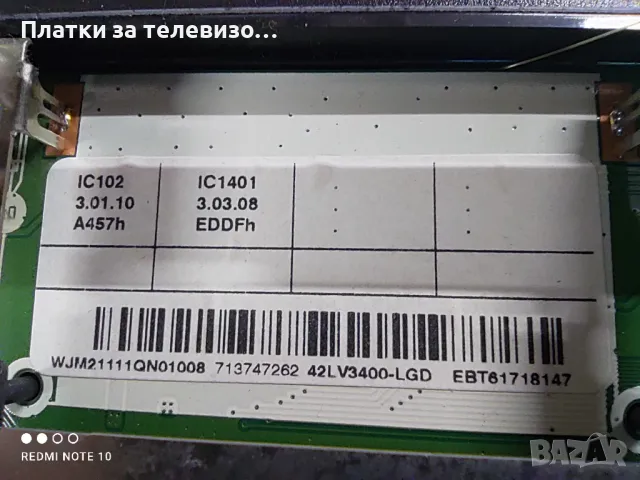 Платки за телевизо...
IC102
3.01.10
A457h
IC1401
3.03.08
EDDFh
WJM21111QN01008 713747262 42LV3400-LGD EBT61718147
REDMI NOTE 10
BAZAR